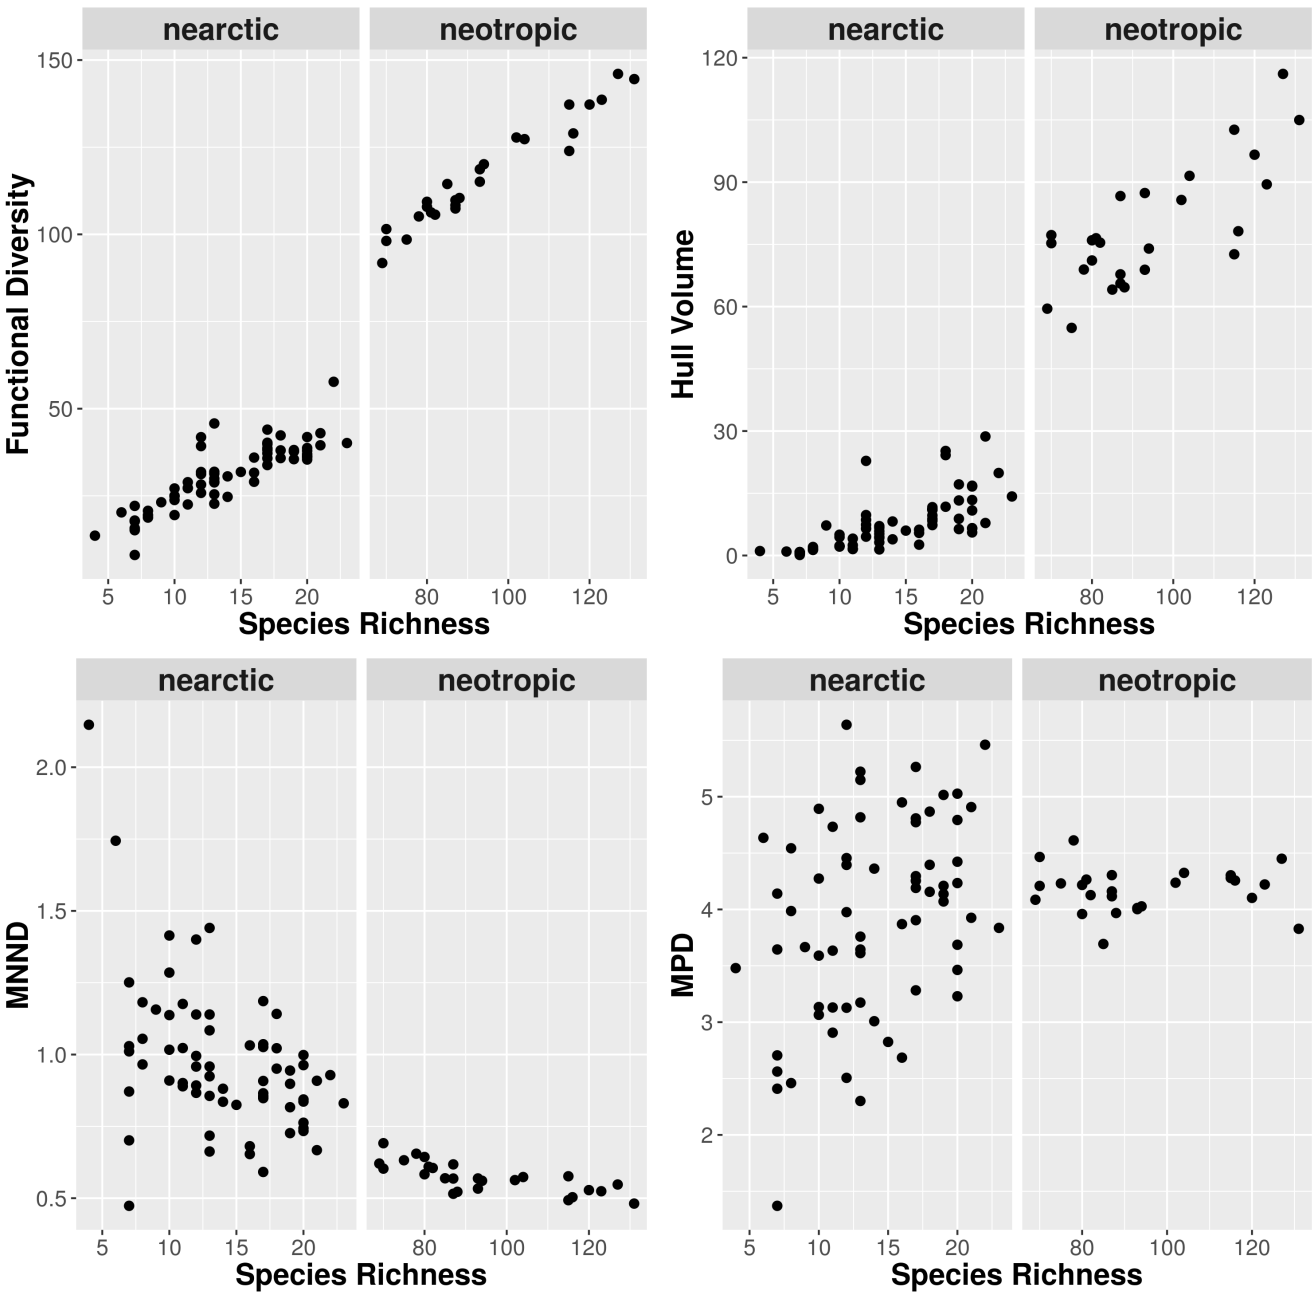 nearctic neotropic
Functional Diversity
150
100
50
5 10 15 20 80 100 120
Species Richness
nearctic neotropic
Hull Volume
120
90
60
30
0
5 10 15 20 80 100 120
Species Richness
nearctic neotropic
MNND
2.0
1.5
1.0
0.5
5 10 15 20 80 100 120
Species Richness
nearctic neotropic
MPD
5
4
3
2
5 10 15 20 80 100 120
Species Richness